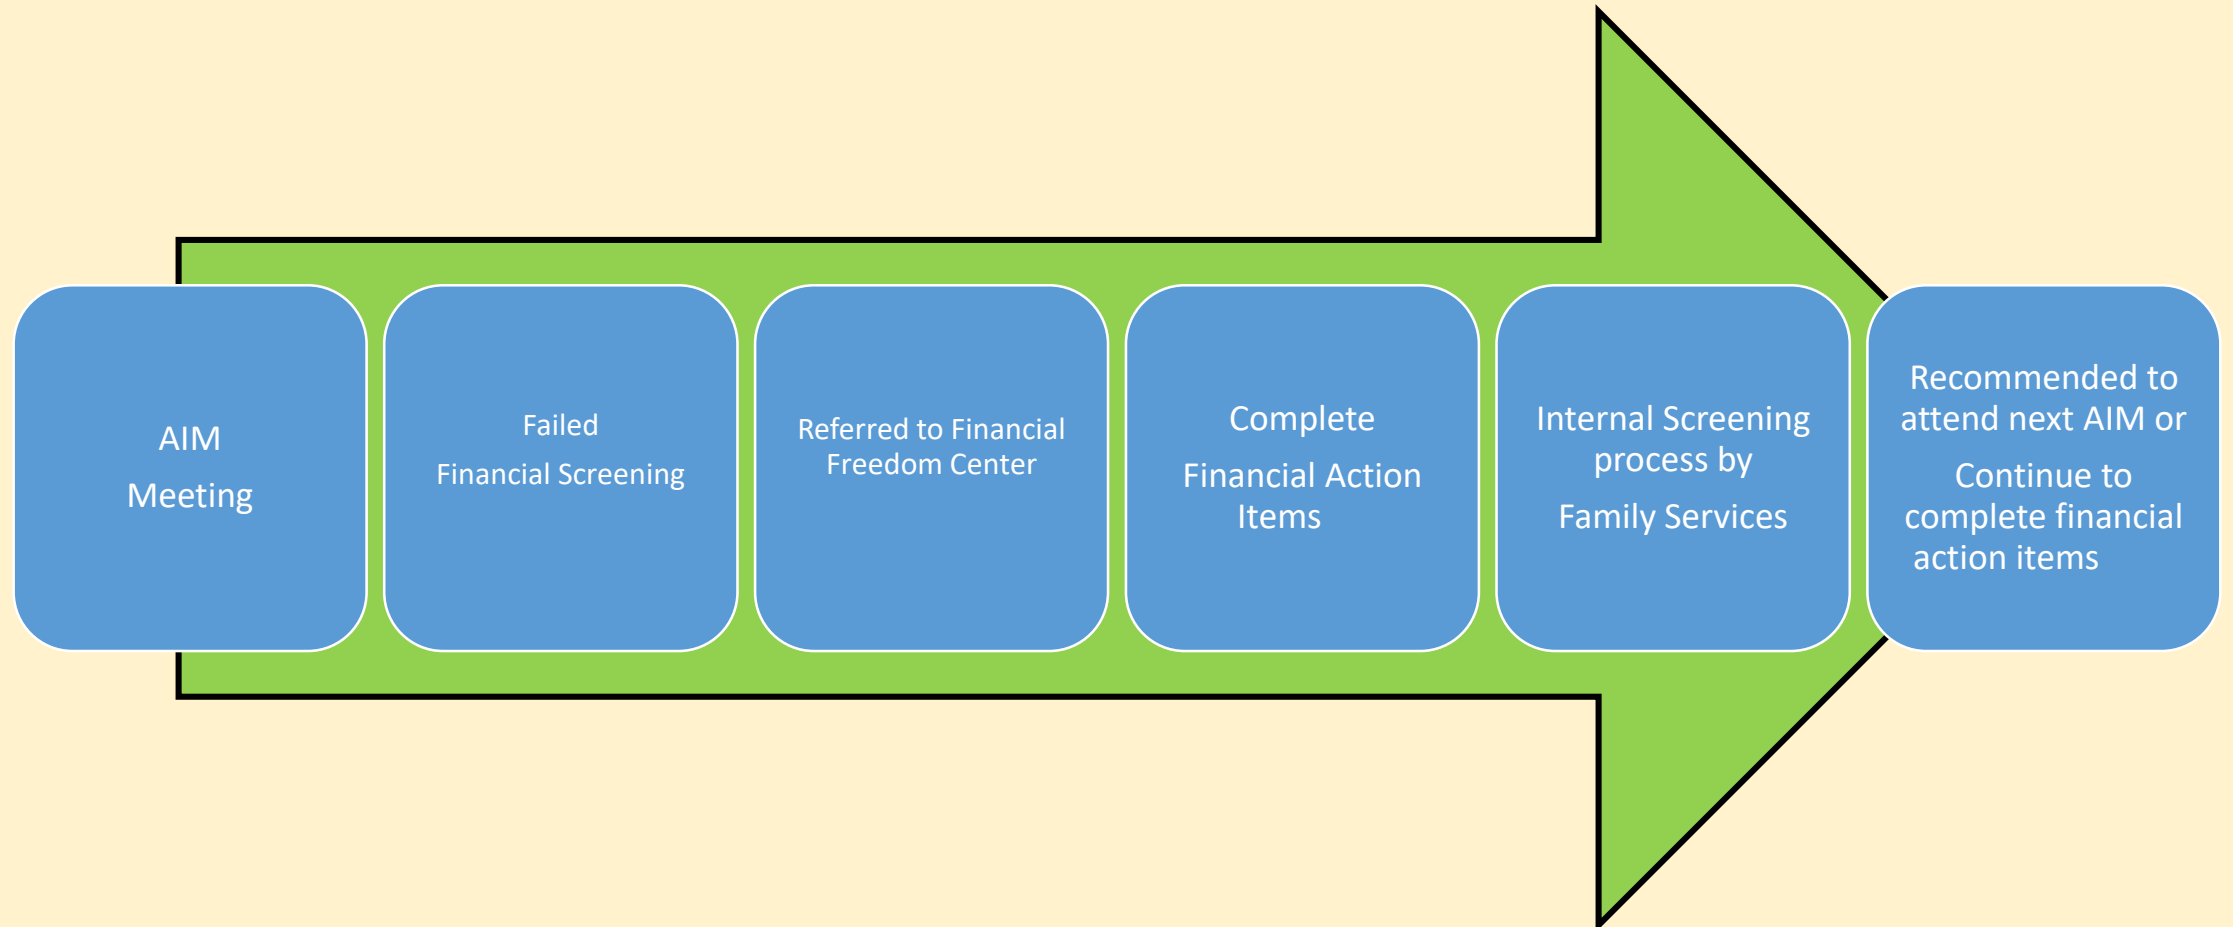 AIM
Meeting
Failed
Financial Screening
Referred to Financial
Freedom Center
Complete
Financial Action
Items
Internal Screening
process by
Family Services
Recommended to
attend next AIM or
Continue to
complete financial
action items